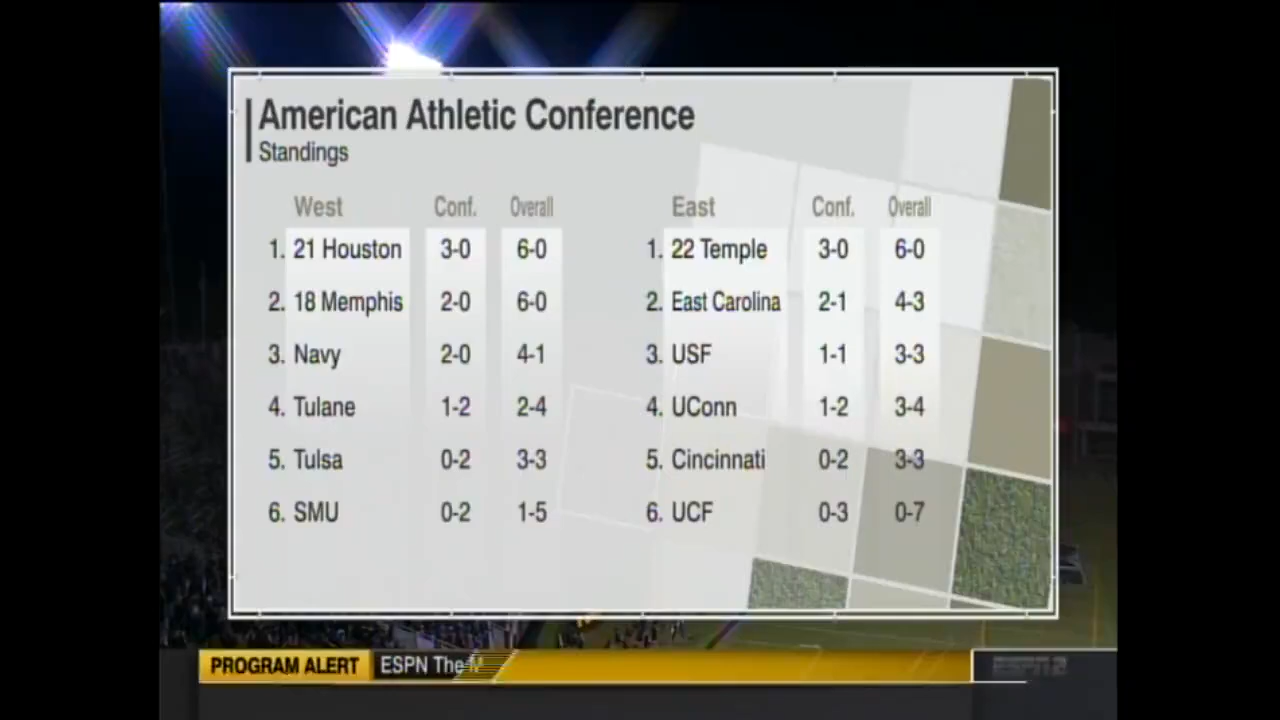 American Athletic Conference
Standings
West Conf. Overall East Conf. Overall
1. 21 Houston 3-0 6-0 1. 22 Temple 3-0 6-0
2. 18 Memphis 2-0 6-0 2. East Carolina 2-1 4-3
3. Navy 2-0 4-1 3. USF 1-1 3-3
4. Tulane 1-2 2-4 4. UConn 1-2 3-4
5. Tulsa 0-2 3-3 5. Cincinnati 0-2 3-3
6. SMU 0-2 1-5 6. UCF 0-3 0-7
PROGRAM ALERT ESPN The ESPN2